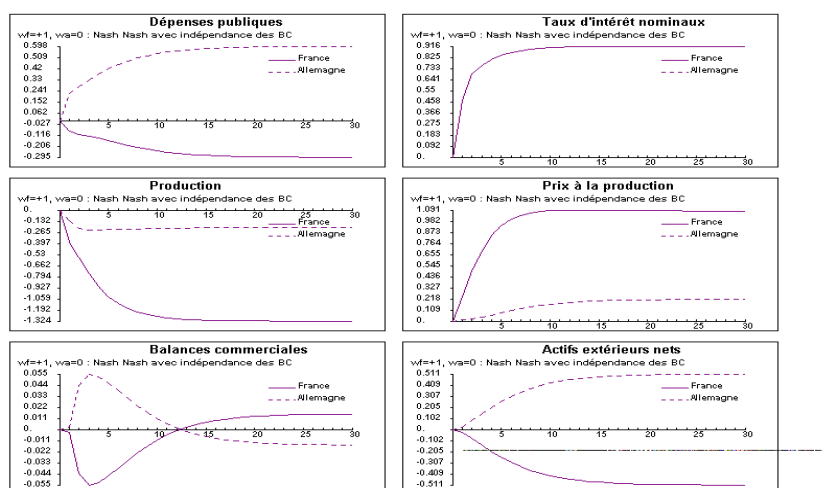 Dépenses publiques
wf=+1, wa=0 : Nash Nash avec indépendance des BC
0.598
0.509
0.42
0.33
0.241
0.152
0.062
-0.027
-0.116
-0.206
-0.295
5 10 15 20 25 30
France
Allemagne
Taux d'intérêt nominaux
wf=+1, wa=0 : Nash Nash avec indépendance des BC
0.916
0.825
0.733
0.641
0.55
0.458
0.366
0.275
0.183
0.092
0.
5 10 15 20 25 30
France
Allemagne
Production
wf=+1, wa=0 : Nash Nash avec indépendance des BC
0.
-0.132
-0.265
-0.397
-0.53
-0.662
-0.794
-0.927
-1.059
-1.192
-1.324
5 10 15 20 25 30
France
Allemagne
Prix à la production
wf=+1, wa=0 : Nash Nash avec indépendance des BC
1.091
0.982
0.873
0.764
0.655
0.545
0.436
0.327
0.218
0.109
0.
5 10 15 20 25 30
France
Allemagne
Balances commerciales
wf=+1, wa=0 : Nash Nash avec indépendance des BC
0.055
0.044
0.033
0.022
0.011
0.
-0.011
-0.022
-0.033
-0.044
-0.055
5 10 15 20 25 30
France
Allemagne
Actifs extérieurs nets
wf=+1, wa=0 : Nash Nash avec indépendance des BC
0.511
0.409
0.307
0.205
0.102
0.
-0.102
-0.205
-0.307
-0.409
-0.511
5 10 15 20 25 30
France
Allemagne